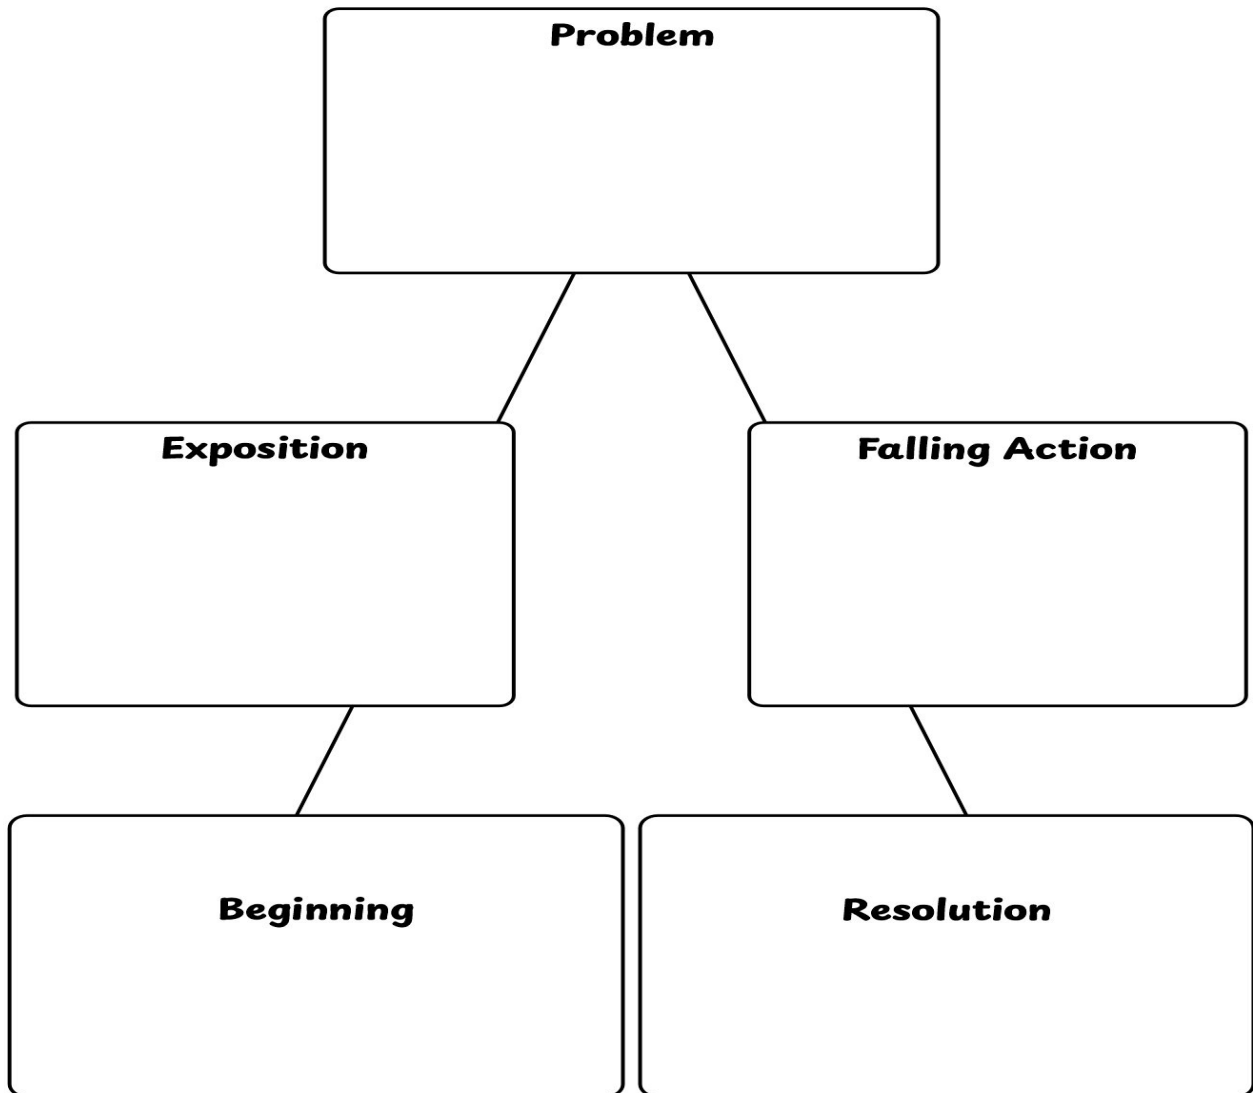 Problem
Exposition
Falling Action
Beginning
Resolution